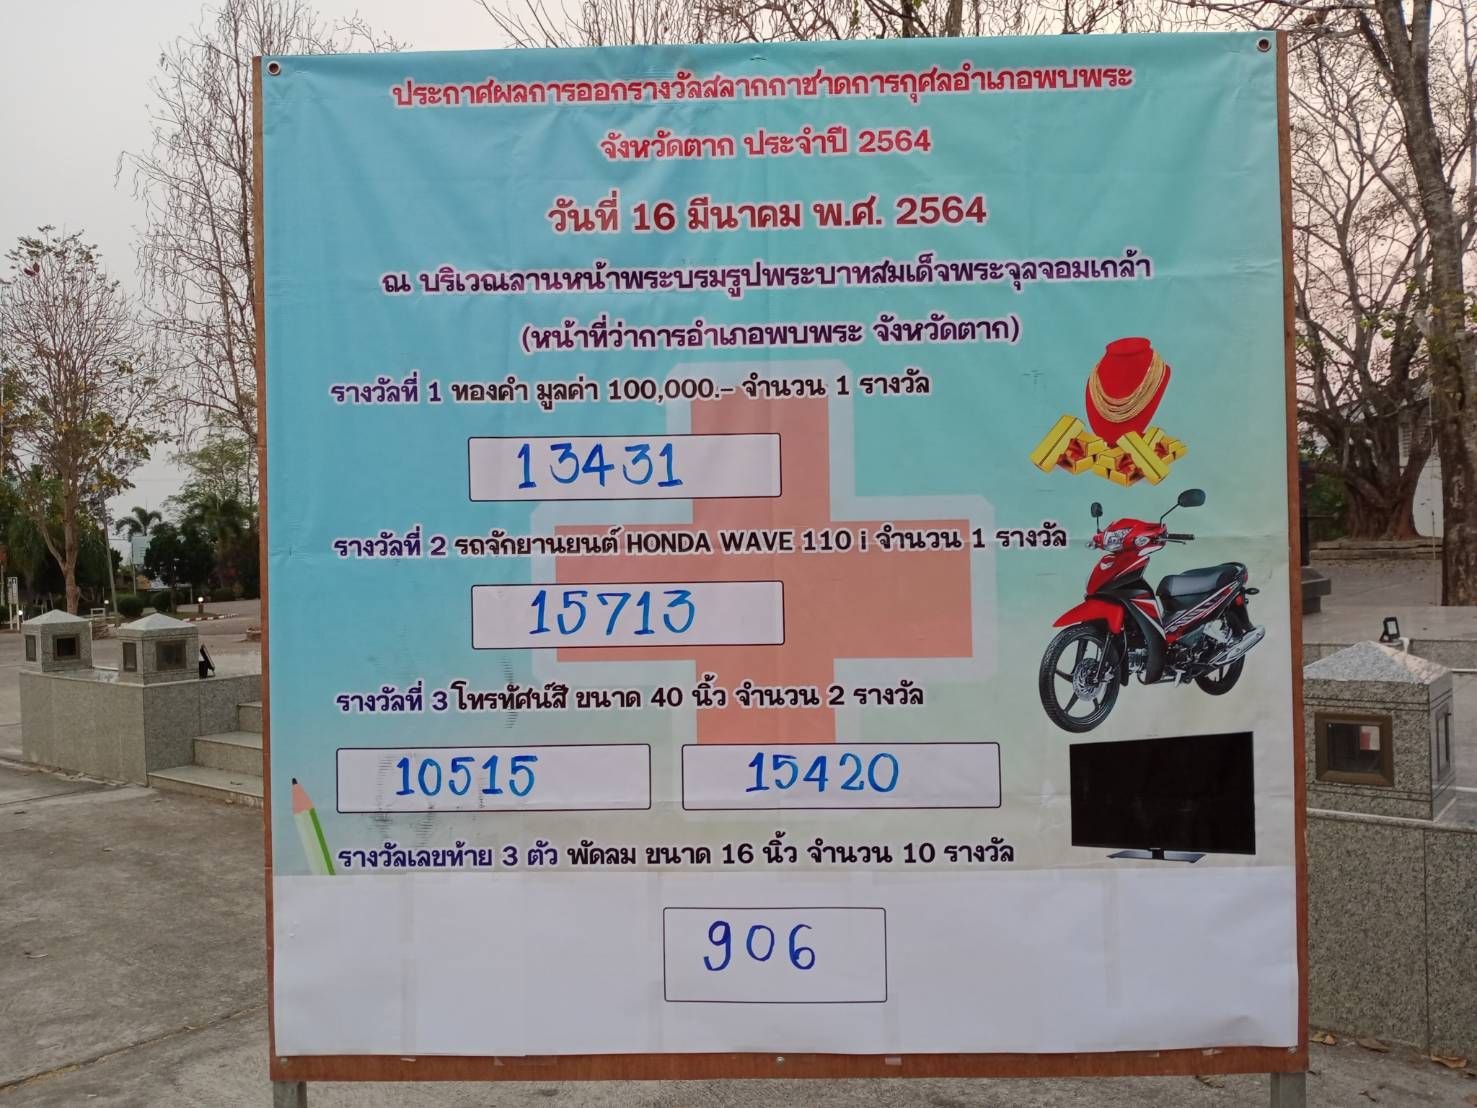 ประกาศผลการออกรางวัลสลากกาชาดการกุศลอำเภอพบพระ
จังหวัดตาก ประจำปี 2564
วันที่ 16 มีนาคม พ.ศ. 2564
ณ บริเวณลานหน้าพระบรมรูปพระบาทสมเด็จพระจุลจอมเกล้า
(หน้าที่ว่าการอำเภอพบพระ จังหวัดตาก)
รางวัลที่ 1 ทองคำ มูลค่า 100,000.- จำนวน 1 รางวัล
13431
รางวัลที่ 2 รถจักยานยนต์ HONDA WAVE 110 i จำนวน 1 รางวัล
15713
รางวัลที่ 3 โทรทัศน์สี ขนาด 40 นิ้ว จำนวน 2 รางวัล
10515 15420
รางวัลเลขท้าย 3 ตัว พัดลม ขนาด 16 นิ้ว จำนวน 10 รางวัล
906